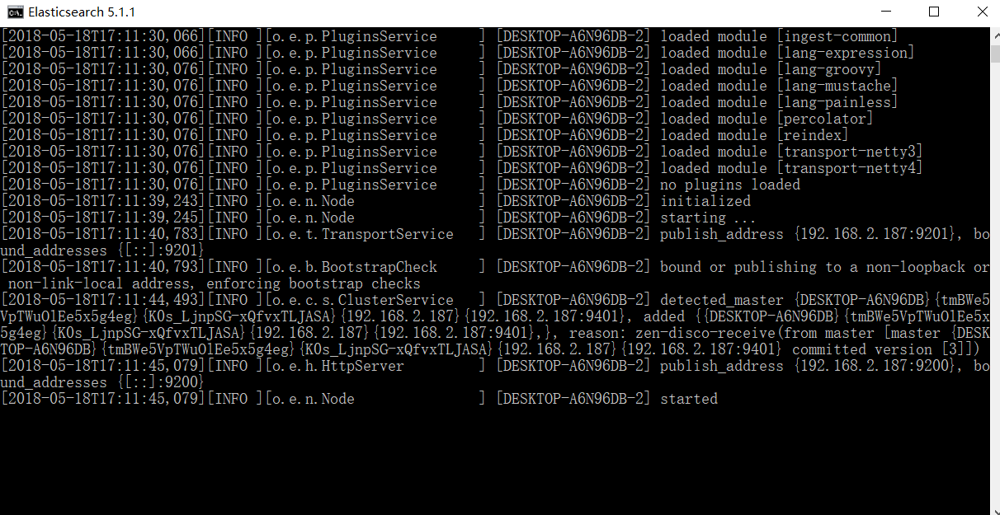 Elasticsearch 5.1.1
[2018-05-18T17:11:30,066][INFO ][o.e.p.PluginsService     ] [DESKTOP-A6N96DB-2] loaded module [ingest-common]
[2018-05-18T17:11:30,066][INFO ][o.e.p.PluginsService     ] [DESKTOP-A6N96DB-2] loaded module [lang-expression]
[2018-05-18T17:11:30,076][INFO ][o.e.p.PluginsService     ] [DESKTOP-A6N96DB-2] loaded module [lang-groovy]
[2018-05-18T17:11:30,076][INFO ][o.e.p.PluginsService     ] [DESKTOP-A6N96DB-2] loaded module [lang-mustache]
[2018-05-18T17:11:30,076][INFO ][o.e.p.PluginsService     ] [DESKTOP-A6N96DB-2] loaded module [lang-painless]
[2018-05-18T17:11:30,076][INFO ][o.e.p.PluginsService     ] [DESKTOP-A6N96DB-2] loaded module [percolator]
[2018-05-18T17:11:30,076][INFO ][o.e.p.PluginsService     ] [DESKTOP-A6N96DB-2] loaded module [reindex]
[2018-05-18T17:11:30,076][INFO ][o.e.p.PluginsService     ] [DESKTOP-A6N96DB-2] loaded module [transport-netty3]
[2018-05-18T17:11:30,076][INFO ][o.e.p.PluginsService     ] [DESKTOP-A6N96DB-2] loaded module [transport-netty4]
[2018-05-18T17:11:30,076][INFO ][o.e.p.PluginsService     ] [DESKTOP-A6N96DB-2] no plugins loaded
[2018-05-18T17:11:39,243][INFO ][o.e.n.Node               ] [DESKTOP-A6N96DB-2] initialized
[2018-05-18T17:11:39,245][INFO ][o.e.n.Node               ] [DESKTOP-A6N96DB-2] starting ...
[2018-05-18T17:11:40,783][INFO ][o.e.t.TransportService   ] [DESKTOP-A6N96DB-2] publish_address {192.168.2.187:9201}, bo
und_addresses {[::]:9201}
[2018-05-18T17:11:40,793][INFO ][o.e.b.BootstrapCheck     ] [DESKTOP-A6N96DB-2] bound or publishing to a non-loopback or
 non-link-local address, enforcing bootstrap checks
[2018-05-18T17:11:44,493][INFO ][o.e.c.s.ClusterService   ] [DESKTOP-A6N96DB-2] detected_master {DESKTOP-A6N96DB}{tmBWe5
VpTWuOlEe5x5g4eg}{K0s_LjnpSG-xQfvxTLJASA}{192.168.2.187}{192.168.2.187:9401}, added {{DESKTOP-A6N96DB}{tmBWe5VpTWuOlEe5x
5g4eg}{K0s_LjnpSG-xQfvxTLJASA}{192.168.2.187}{192.168.2.187:9401},}, reason: zen-disco-receive(from master [master {DESK
TOP-A6N96DB}{tmBWe5VpTWuOlEe5x5g4eg}{K0s_LjnpSG-xQfvxTLJASA}{192.168.2.187}{192.168.2.187:9401} committed version [3]])
[2018-05-18T17:11:45,079][INFO ][o.e.h.HttpServer         ] [DESKTOP-A6N96DB-2] publish_address {192.168.2.187:9200}, bo
und_addresses {[::]:9200}
[2018-05-18T17:11:45,079][INFO ][o.e.n.Node               ] [DESKTOP-A6N96DB-2] started